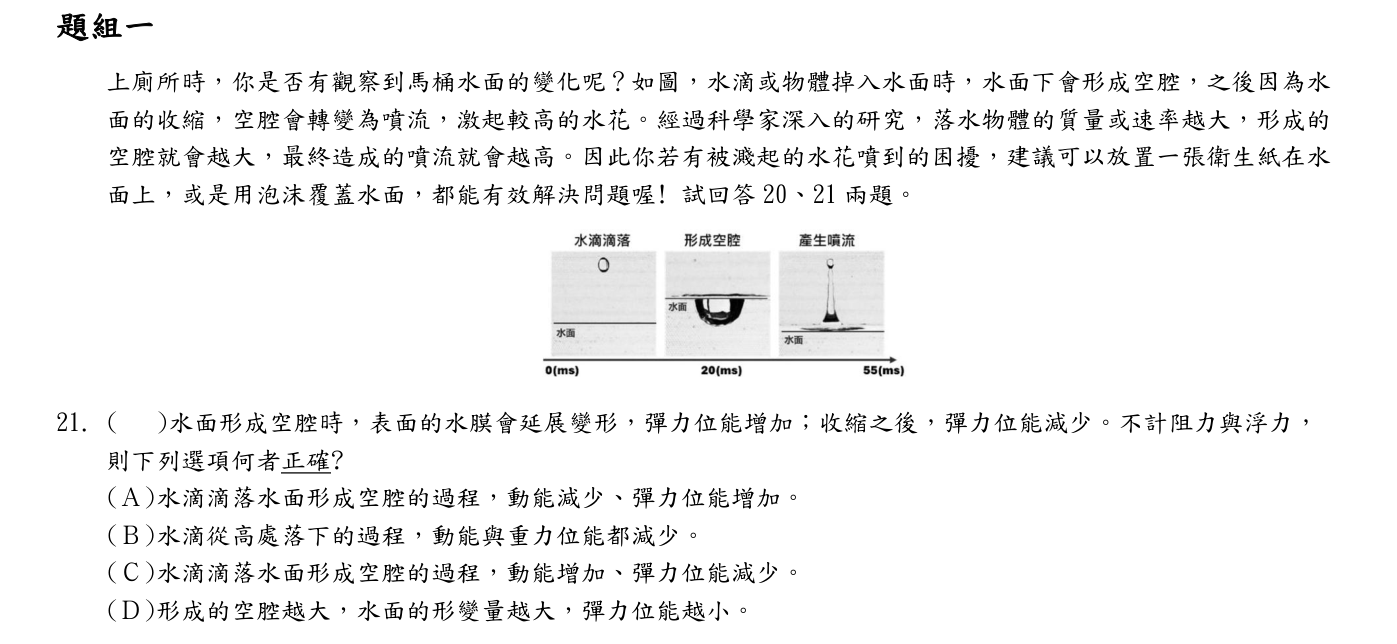 題組一
上廁所時，你是否有觀察到馬桶水面的變化呢？如圖，水滴或物體掉入水面時，水面下會形成空腔，之後因為水
面的收縮，空腔會轉變為噴流，激起較高的水花。經過科學家深入的研究，落水物體的質量或速率越大，形成的
空腔就會越大，最終造成的噴流就會越高。因此你若有被濺起的水花噴到的困擾，建議可以放置一張衛生紙在水
面上，或是用泡沫覆蓋水面，都能有效解決問題喔！試回答 20、21 兩題。
水滴滴落 形成空腔 產生噴流
水面 水面 水面
0(ms) 20(ms) 55(ms)
21. (　　)水面形成空腔時，表面的水膜會延展變形，彈力位能增加；收縮之後，彈力位能減少。不計阻力與浮力，
則下列選項何者正確？
(A)水滴滴落水面形成空腔的過程，動能減少、彈力位能增加。
(B)水滴從高處落下的過程，動能與重力位能都減少。
(C)水滴滴落水面形成空腔的過程，動能增加、彈力位能減少。
(D)形成的空腔越大，水面的形變量越大，彈力位能越小。